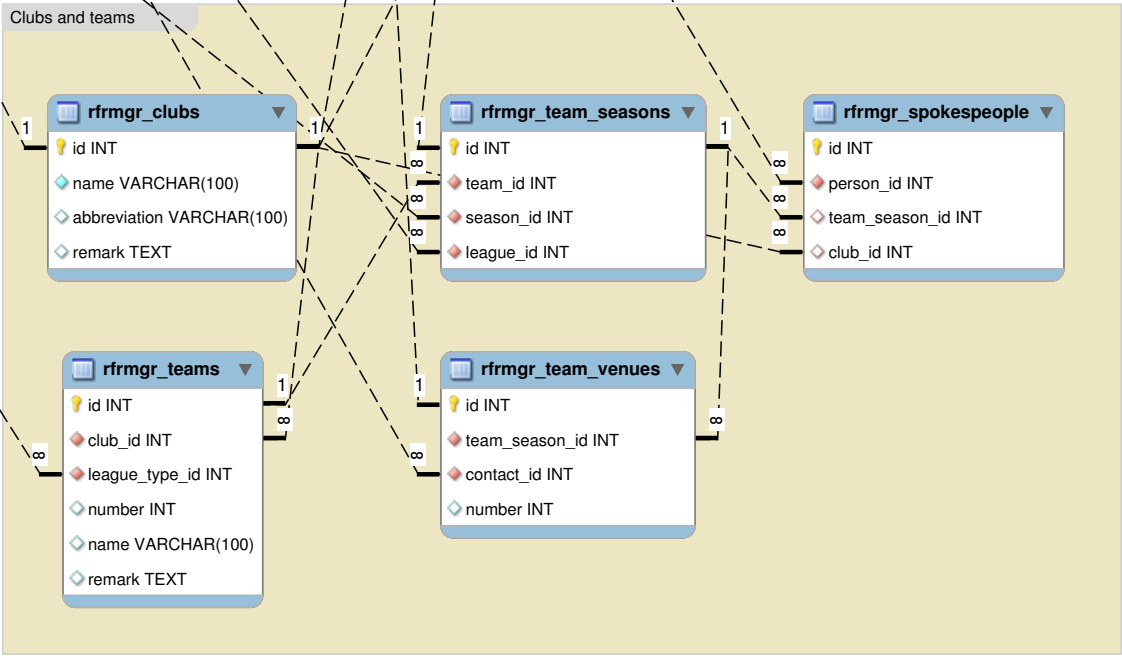 Clubs and teams
rfrmgr_clubs
id INT
name VARCHAR(100)
abbreviation VARCHAR(100)
remark TEXT
1
1
rfrmgr_team_seasons
id INT
team_id INT
season_id INT
league_id INT
1
∞
∞
∞
1
rfrmgr_spokespeople
id INT
person_id INT
team_season_id INT
club_id INT
∞
∞
∞
rfrmgr_teams
id INT
club_id INT
league_type_id INT
number INT
name VARCHAR(100)
remark TEXT
∞
1
∞
rfrmgr_team_venues
id INT
team_season_id INT
contact_id INT
number INT
1
∞
∞